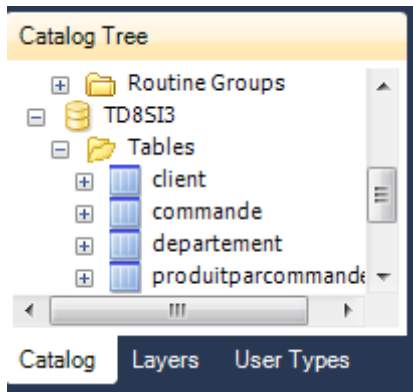 Catalog Tree
Routine Groups
TD8SI3
Tables
client
commande
departement
produitparcommande
Catalog Layers User Types